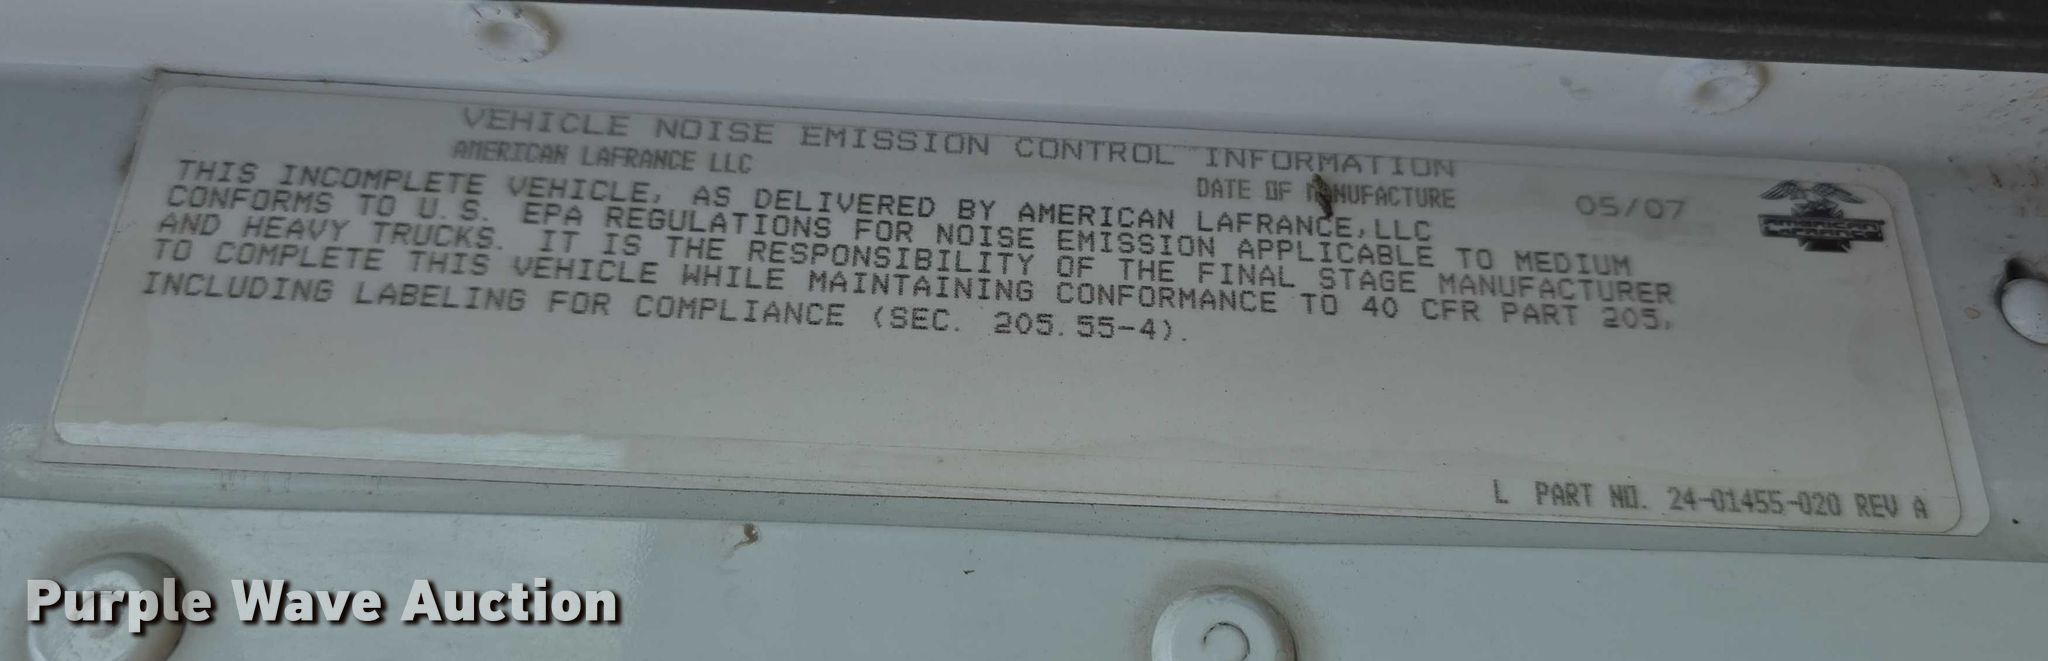 VEHICLE NOISE EMISSION CONTROL INFORMATION
AMERICAN LAFRANCE LLC
DATE OF MANUFACTURE 05/07
AMERICAN LAFRANCE
THIS INCOMPLETE VEHICLE, AS DELIVERED BY AMERICAN LAFRANCE,LLC
CONFORMS TO U.S. EPA REGULATIONS FOR NOISE EMISSION APPLICABLE TO MEDIUM
AND HEAVY TRUCKS. IT IS THE RESPONSIBILITY OF THE FINAL STAGE MANUFACTURER
TO COMPLETE THIS VEHICLE WHILE MAINTAINING CONFORMANCE TO 40 CFR PART 205,
INCLUDING LABELING FOR COMPLIANCE (SEC. 205.55-4).
L PART NO. 24-01455-020 REV A
Purple Wave Auction